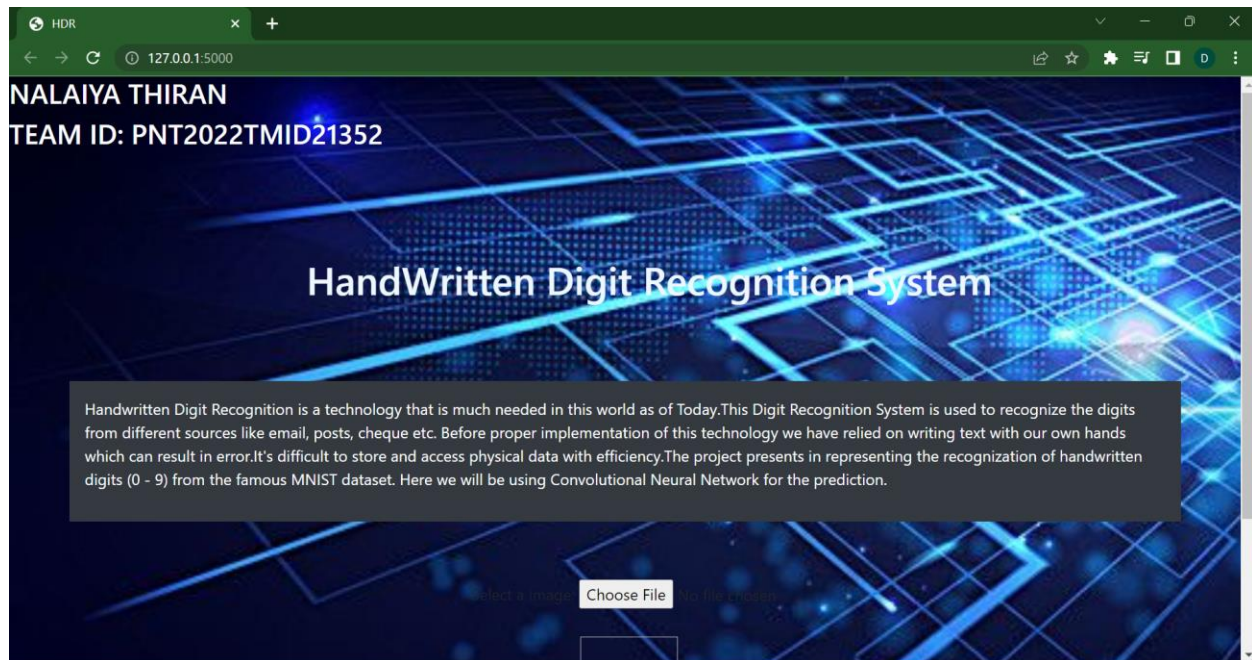 HDR
127.0.0.1:5000
D
NALAIYA THIRAN
TEAM ID: PNT2022TMID21352
HandWritten Digit Recognition System
Handwritten Digit Recognition is a technology that is much needed in this world as of Today.This Digit Recognition System is used to recognize the digits
from different sources like email, posts, cheque etc. Before proper implementation of this technology we have relied on writing text with our own hands
which can result in error.It's difficult to store and access physical data with efficiency.The project presents in representing the recognization of handwritten
digits (0 - 9) from the famous MNIST dataset. Here we will be using Convolutional Neural Network for the prediction.
Select a image: Choose File No file chosen